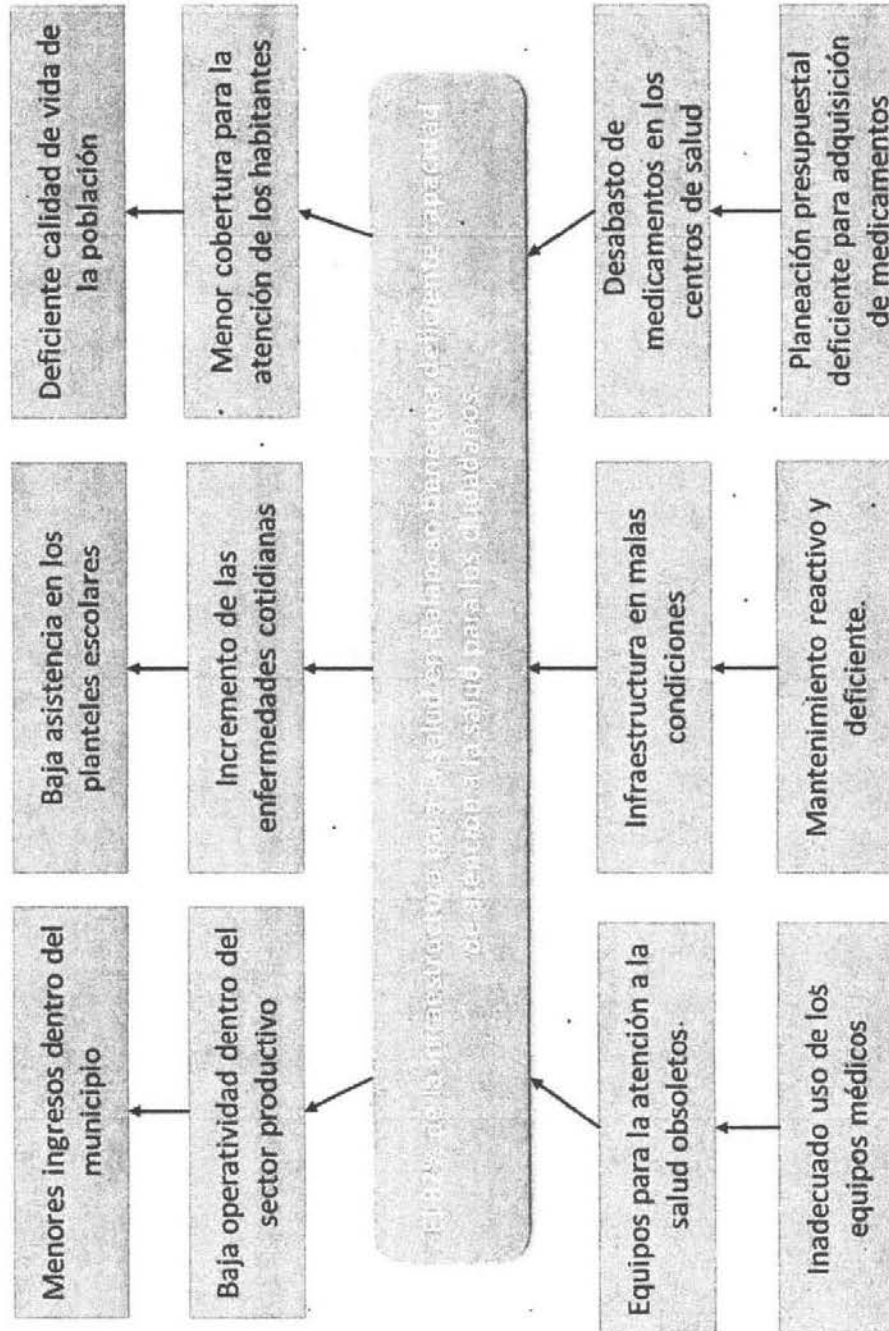 Menores ingresos dentro del
municipio
Baja asistencia en los
planteles escolares
Deficiente calidad de vida de
la población
Baja operatividad dentro del
sector productivo
Incremento de las
enfermedades cotidianas
Menor cobertura para la
atención de los habitantes
El de la infraestructura para la salud en Balancán tiene una deficiente capacidad
de atención a la salud para los ciudadanos.
Equipos para la atención a la
salud obsoletos.
Infraestructura en malas
condiciones
Desabasto de
medicamentos en los
centros de salud
Inadecuado uso de los
equipos médicos
Mantenimiento reactivo y
deficiente.
Planeación presupuestal
deficiente para adquisición
de medicamentos